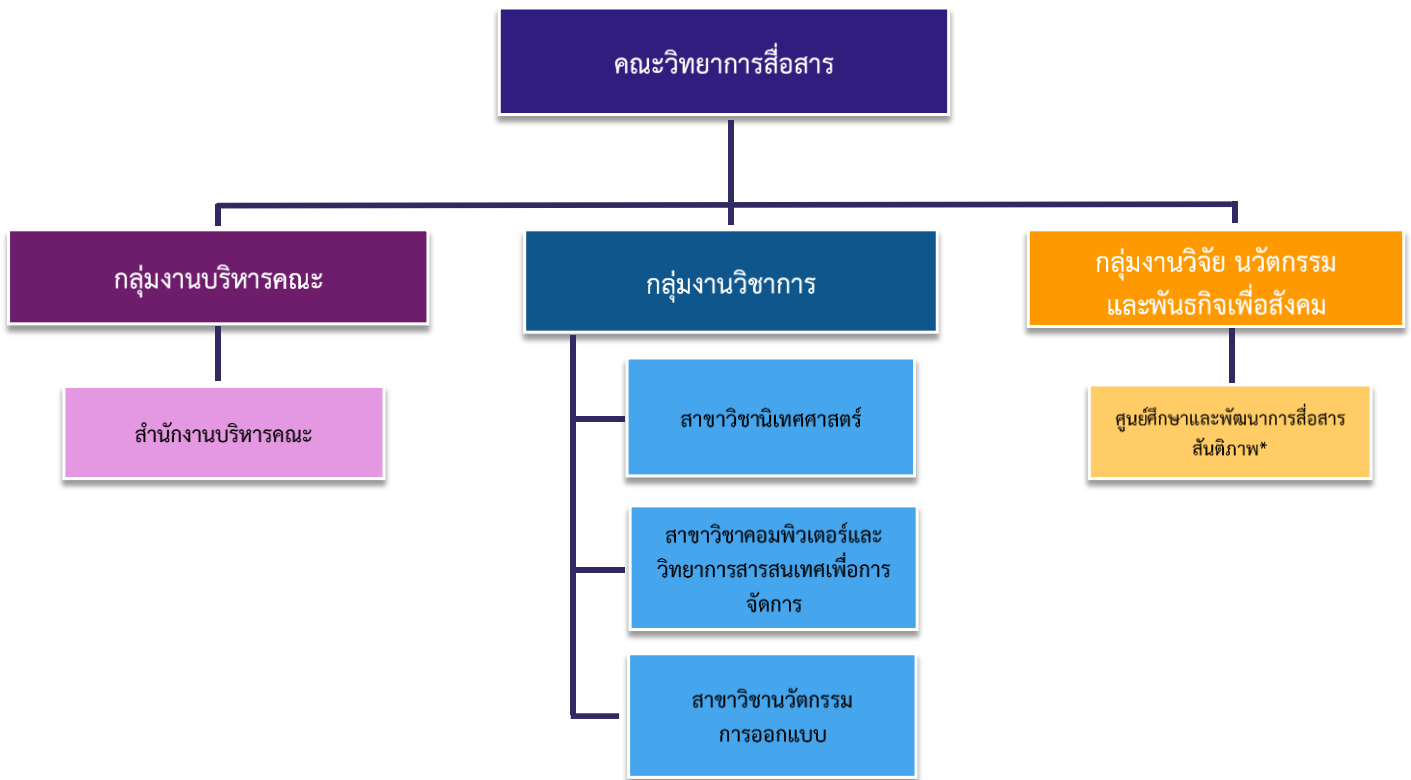 คณะวิทยาการสื่อสาร
กลุ่มงานบริหารคณะ
สำนักงานบริหารคณะ
กลุ่มงานวิชาการ
สาขาวิชานิเทศศาสตร์
สาขาวิชาคอมพิวเตอร์และ
วิทยาการสารสนเทศเพื่อการ
จัดการ
สาขาวิชานวัตกรรม
การออกแบบ
กลุ่มงานวิจัย นวัตกรรม
และพันธกิจเพื่อสังคม
ศูนย์ศึกษาและพัฒนาการสื่อสาร
สันติภาพ*